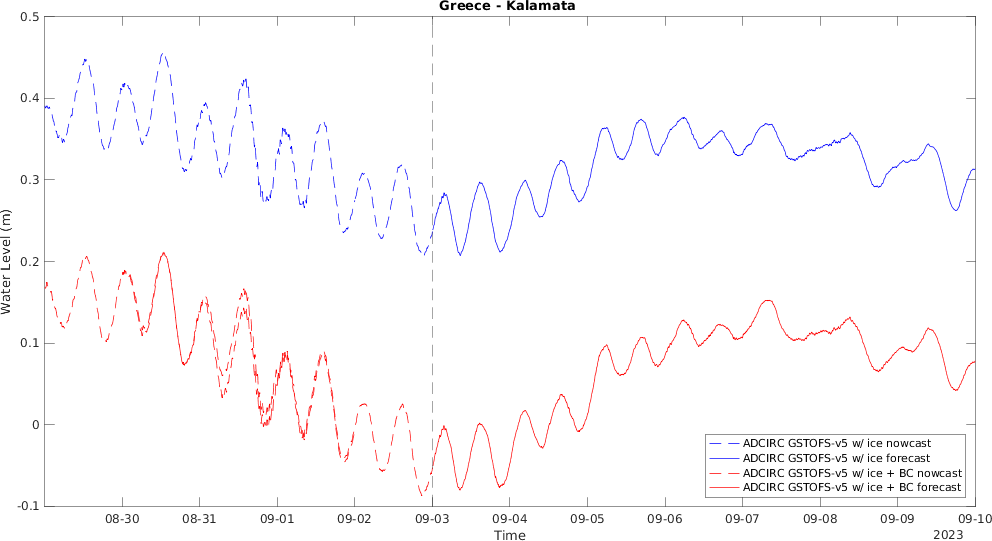 Greece - Kalamata
0.5
0.4
0.3
0.2
0.1
0
-0.1
Water Level (m)
ADCIRC GSTOFS-v5 w/ ice nowcast
ADCIRC GSTOFS-v5 w/ ice forecast
ADCIRC GSTOFS-v5 w/ ice + BC nowcast
ADCIRC GSTOFS-v5 w/ ice + BC forecast
08-30 08-31 09-01 09-02 09-03 09-04 09-05 09-06 09-07 09-08 09-09 09-10
Time
2023